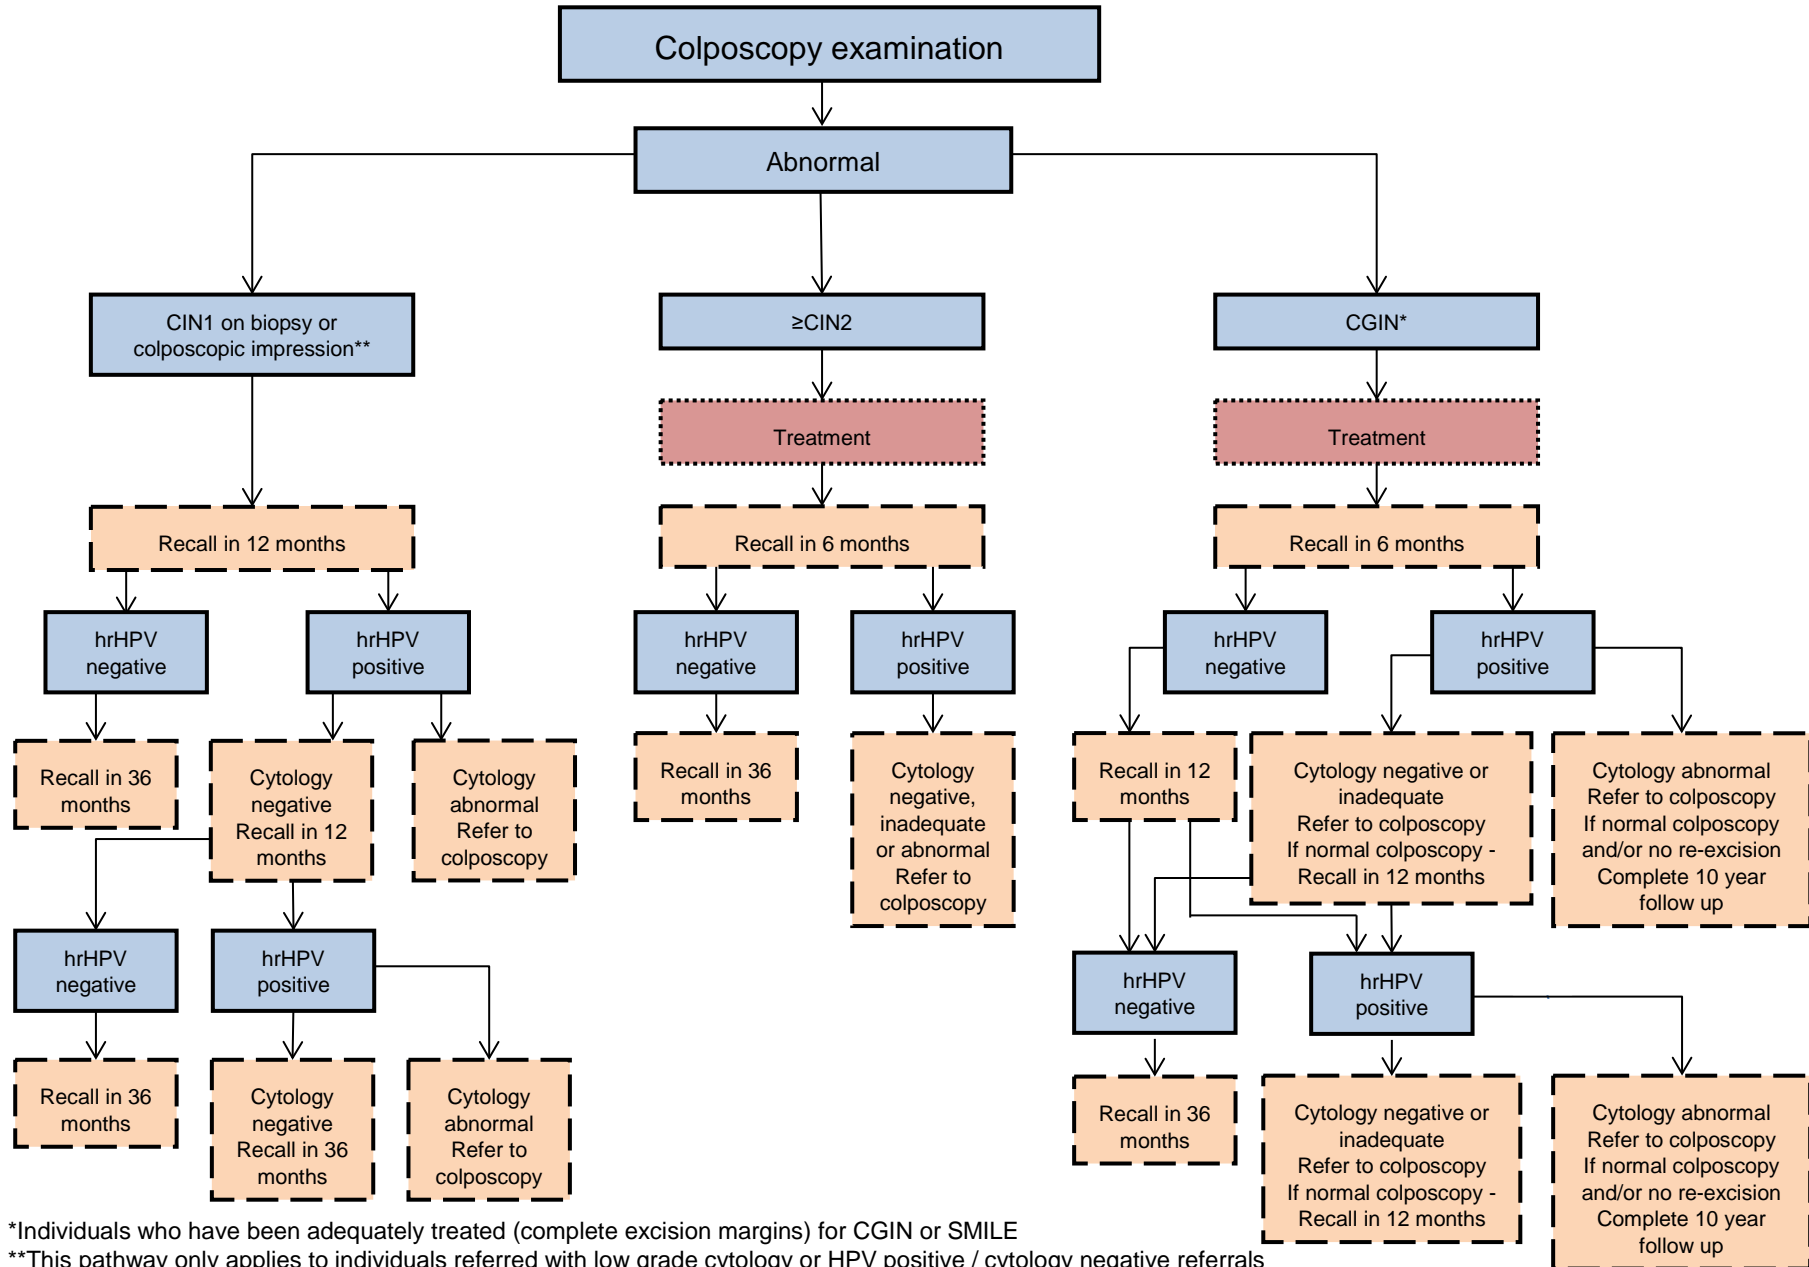 Colposcopy examination
Abnormal
CIN1 on biopsy or
colposcopic impression**
≥CIN2
CGIN*
Treatment
Treatment
Recall in 12 months
Recall in 6 months
Recall in 6 months
hrHPV
negative
hrHPV
positive
hrHPV
negative
hrHPV
positive
hrHPV
negative
hrHPV
positive
Recall in 36
months
Cytology
negative
Recall in 12
months
Cytology
abnormal
Refer to
colposcopy
Recall in 36
months
Cytology
negative,
inadequate
or abnormal
Refer to
colposcopy
Recall in 12
months
Cytology negative or
inadequate
Refer to colposcopy
If normal colposcopy -
Recall in 12 months
Cytology abnormal
Refer to colposcopy
If normal colposcopy
and/or no re-excision
Complete 10 year
follow up
hrHPV
negative
hrHPV
positive
hrHPV
negative
hrHPV
positive
Recall in 36
months
Cytology
negative
Recall in 36
months
Cytology
abnormal
Refer to
colposcopy
Recall in 36
months
Cytology negative or
inadequate
Refer to colposcopy
If normal colposcopy -
Recall in 12 months
Cytology abnormal
Refer to colposcopy
If normal colposcopy
and/or no re-excision
Complete 10 year
follow up
*Individuals who have been adequately treated (complete excision margins) for CGIN or SMILE
**This pathway only applies to individuals referred with low grade cytology or HPV positive / cytology negative referrals